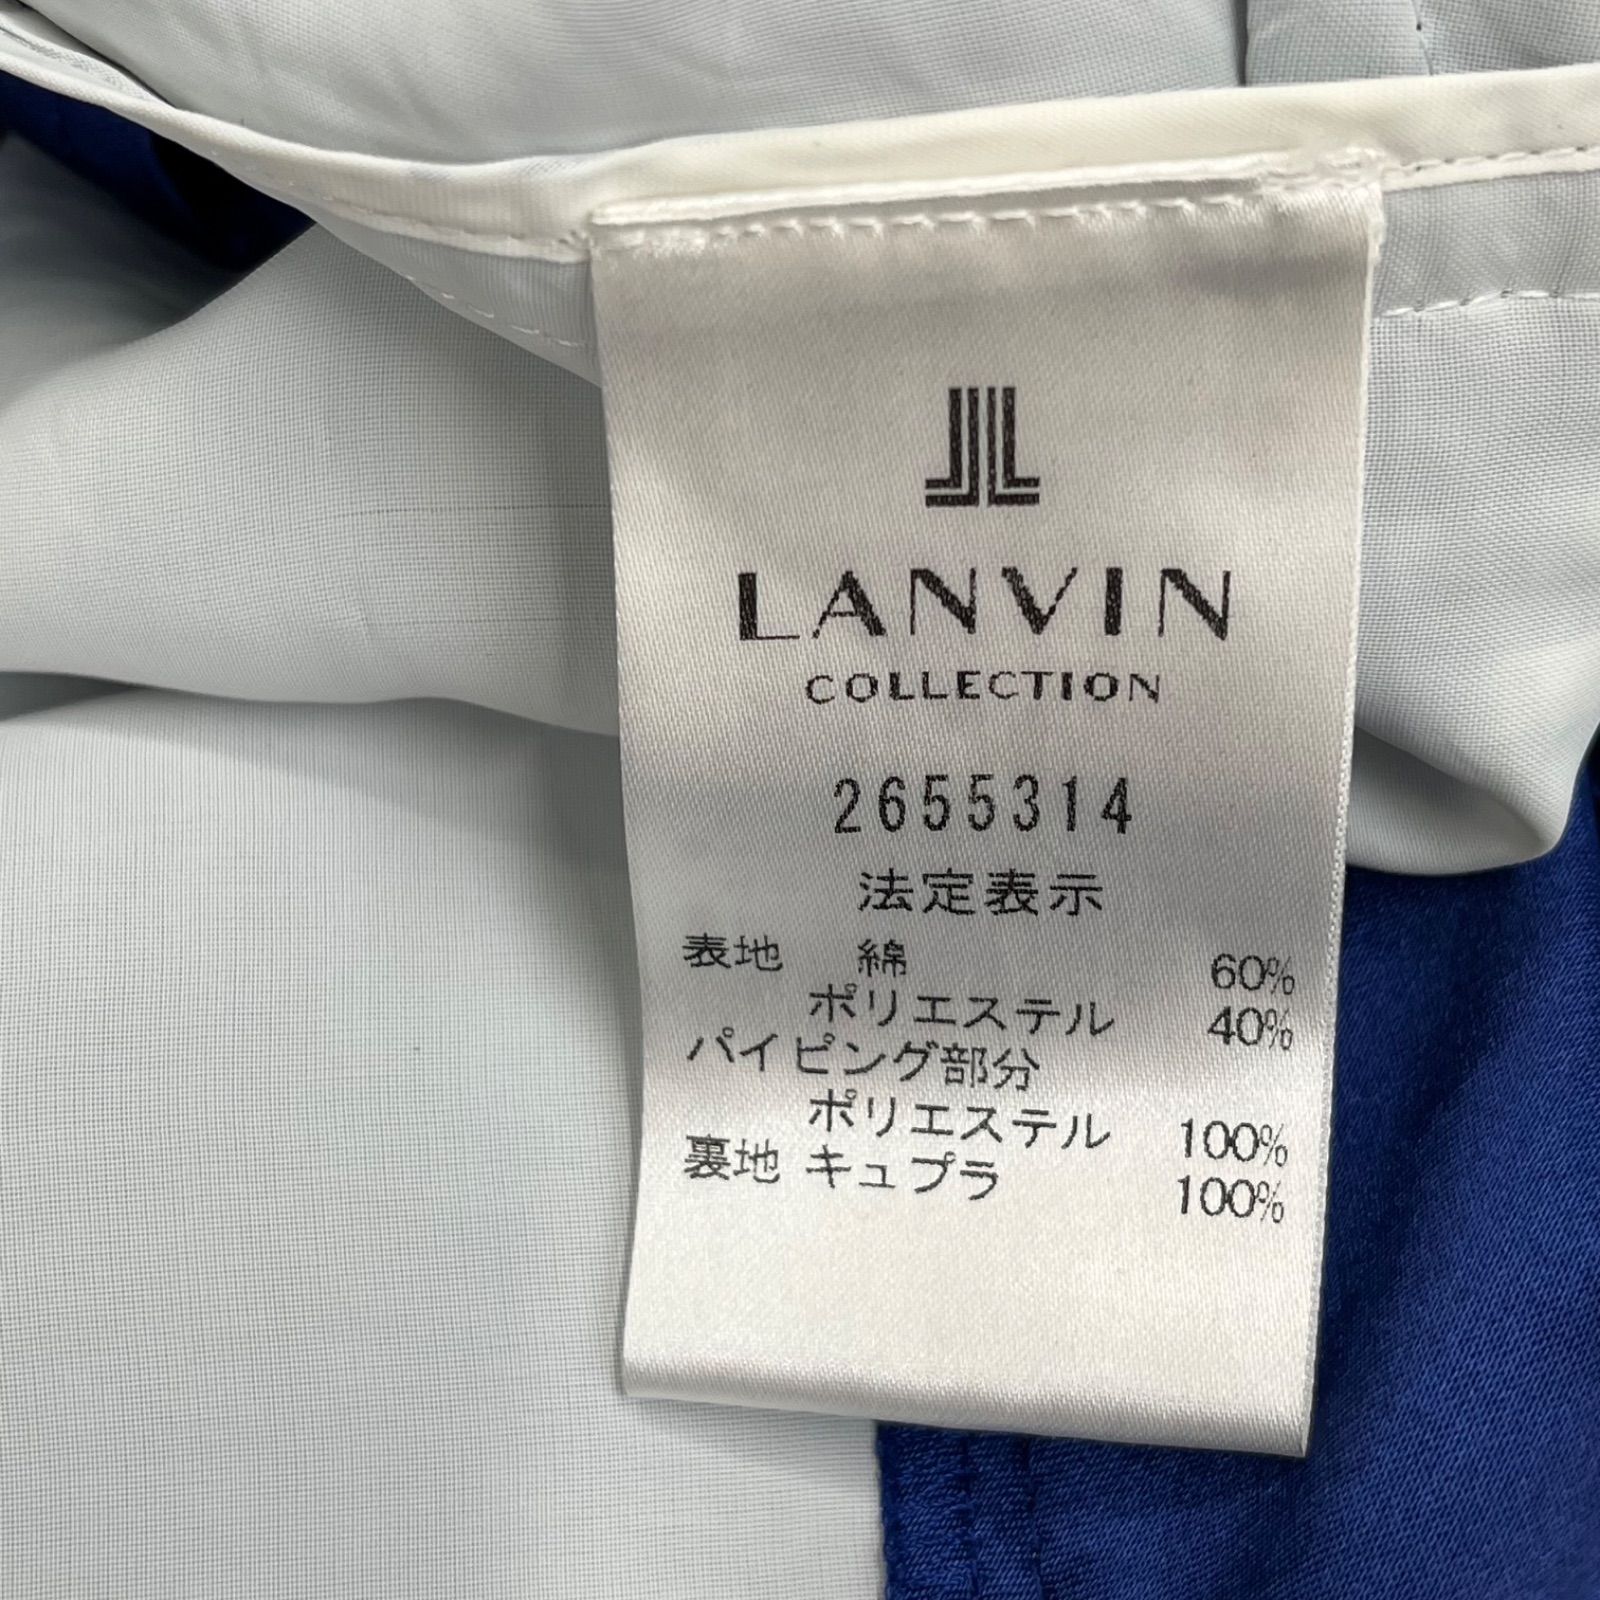 LANVIN
COLLECTION
2655314
法定表示
表地 綿 60%
ポリエステル 40%
パイピング部分
ポリエステル 100%
裏地 キュプラ 100%